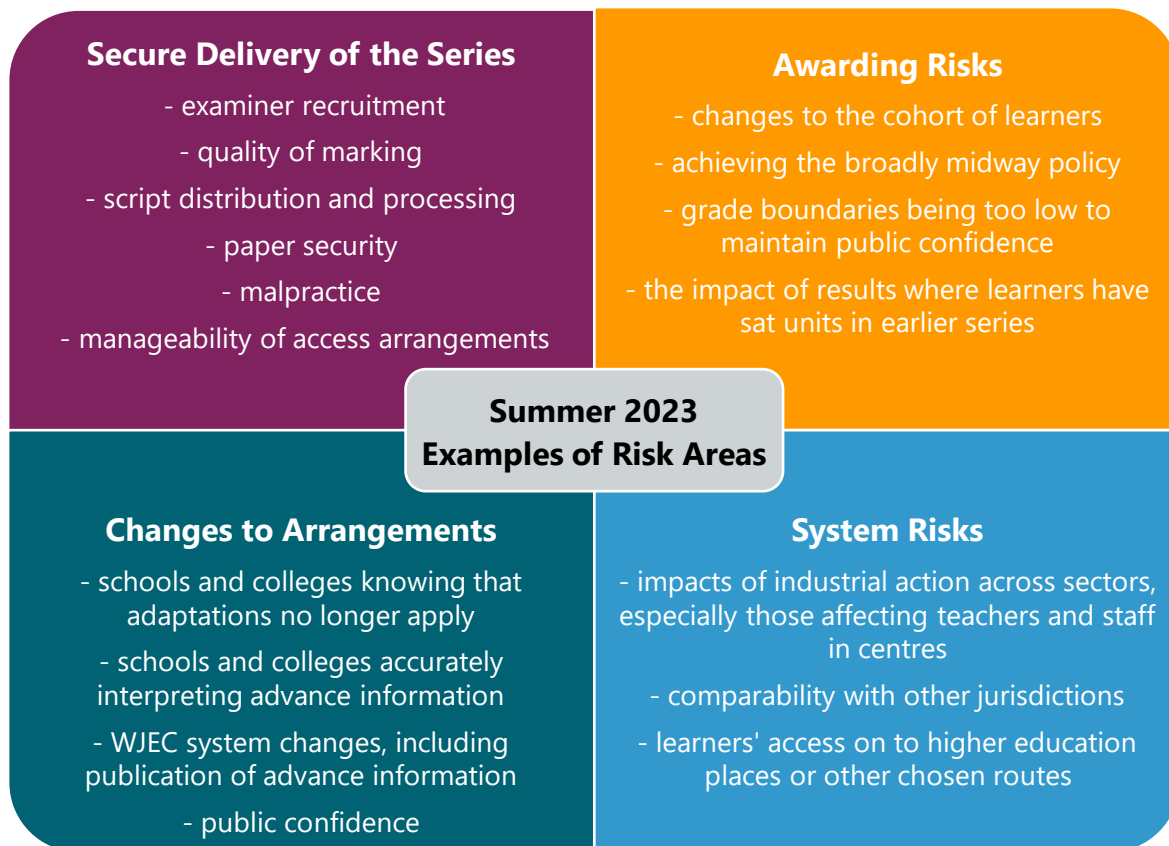 Secure Delivery of the Series
- examiner recruitment
- quality of marking
- script distribution and processing
- paper security
- malpractice
- manageability of access arrangements
Awarding Risks
- changes to the cohort of learners
- achieving the broadly midway policy
- grade boundaries being too low to
maintain public confidence
- the impact of results where learners have
sat units in earlier series
Summer 2023
Examples of Risk Areas
Changes to Arrangements
- schools and colleges knowing that
adaptations no longer apply
- schools and colleges accurately
interpreting advance information
- WJEC system changes, including
publication of advance information
- public confidence
System Risks
- impacts of industrial action across sectors,
especially those affecting teachers and staff
in centres
- comparability with other jurisdictions
- learners' access on to higher education
places or other chosen routes